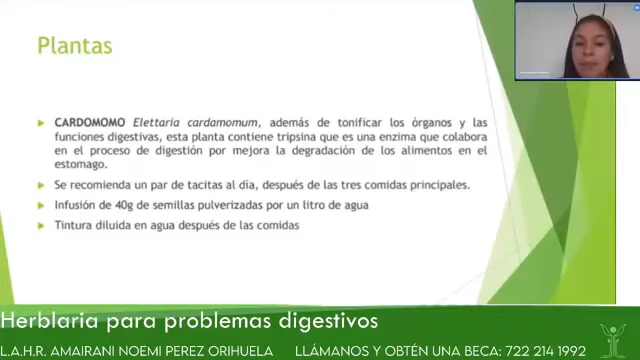 Plantas
CARDOMOMO Elettaria cardamomum, además de tonificar los órganos y las
funciones digestivas, esta planta contiene tripsina que es una enzima que colabora
en el proceso de digestión por mejora la degradación de los alimentos en el
estomago.
Se recomienda un par de tacitas al día, después de las tres comidas principales.
Infusión de 40g de semillas pulverizadas por un litro de agua
Tintura diluida en agua después de las comidas
Herblaria para problemas digestivos
L.A.H.R. AMAIRANI NOEMI PEREZ ORIHUELA LLÁMANOS Y OBTÉN UNA BECA: 722 214 1992